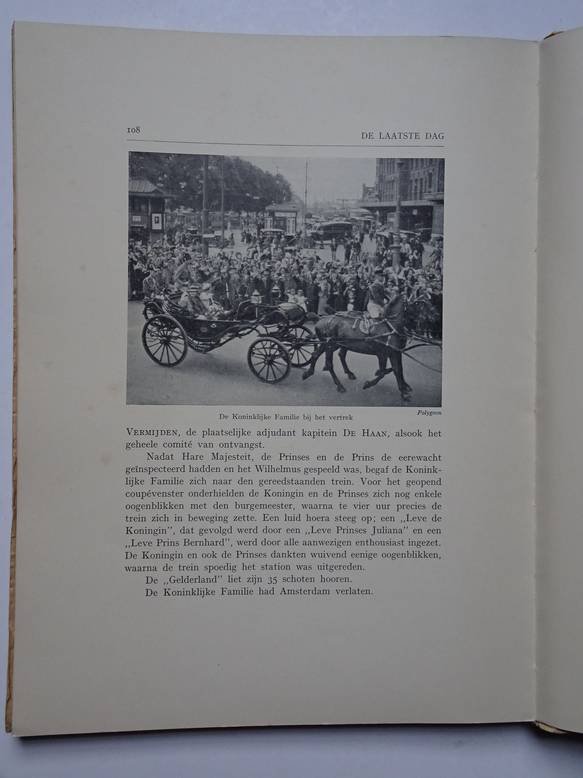 108
DE LAATSTE DAG
Polygoon
De Koninklijke Familie bij het vertrek
VERMIJDEN, de plaatselijke adjudant kapitein DE HAAN, alsook het
geheele comité van ontvangst.
Nadat Hare Majesteit, de Prinses en de Prins de eerewacht
geïnspecteerd hadden en het Wilhelmus gespeeld was, begaf de Konink-
lijke Familie zich naar den gereedstaanden trein. Voor het geopend
coupévenster onderhielden de Koningin en de Prinses zich nog enkele
oogenblikken met den burgemeester, waarna te vier uur precies de
trein zich in beweging zette. Een luid hoera steeg op; een ,,Leve de
Koningin", dat gevolgd werd door een ,,Leve Prinses Juliana" en een
,,Leve Prins Bernhard", werd door alle aanwezigen enthousiast ingezet.
De Koningin en ook de Prinses dankten wuivend eenige oogenblikken,
waarna de trein spoedig het station was uitgereden.
De ,,Gelderland" liet zijn 35 schoten hooren.
De Koninklijke Familie had Amsterdam verlaten.